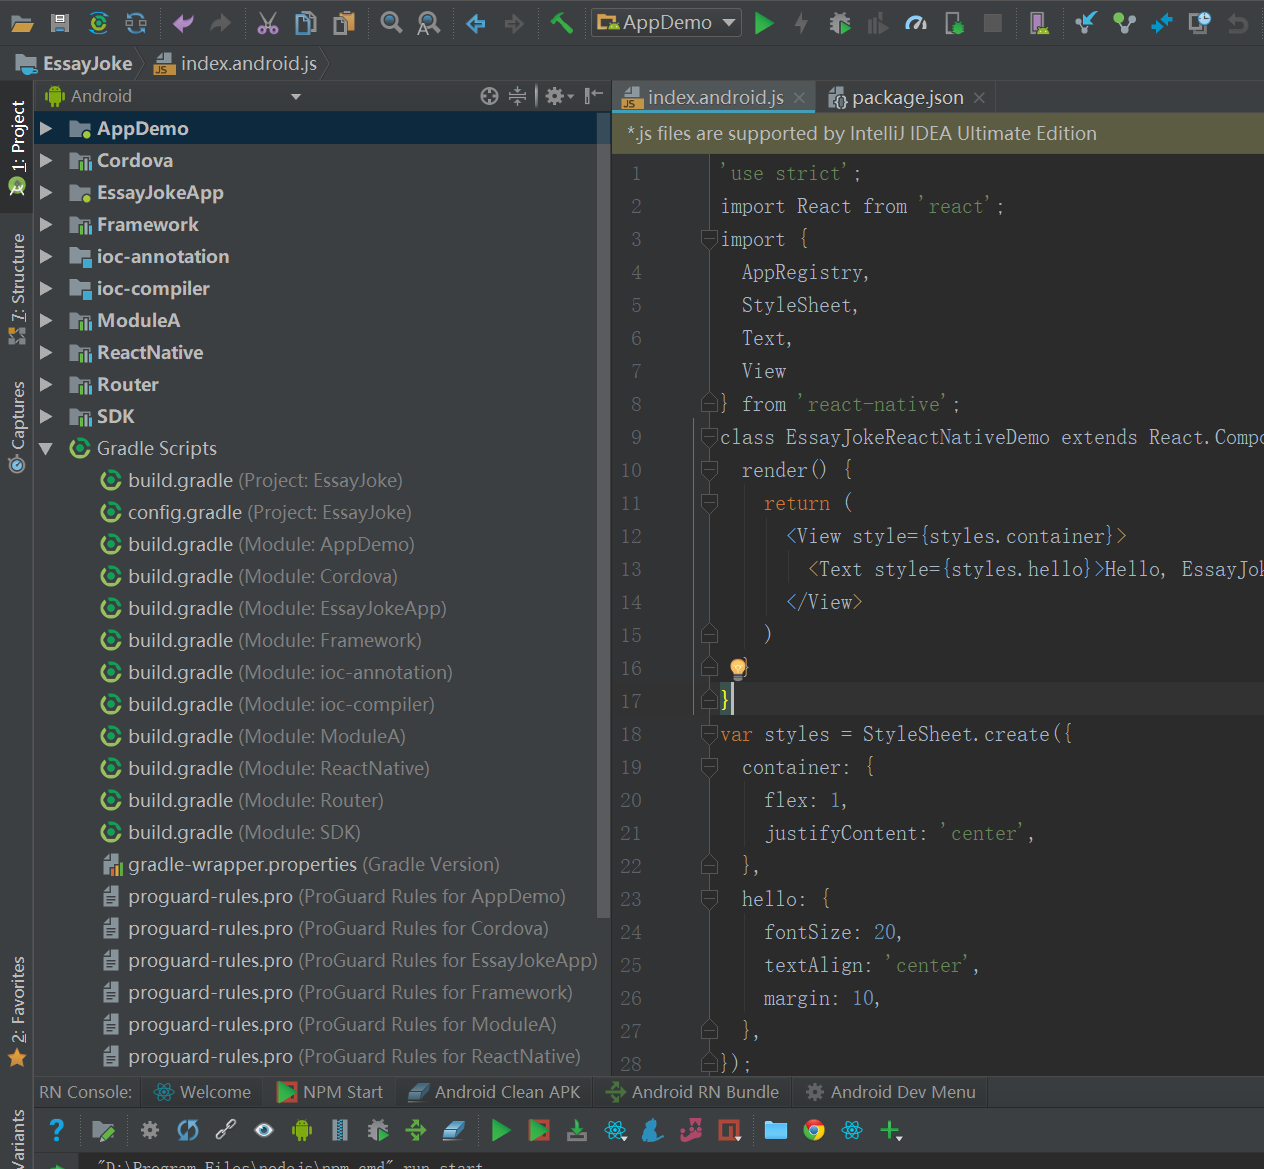 AppDemo
EssayJoke
index.android.js
1: Project
7: Structure
Captures
2: Favorites
Variants
Android
AppDemo
Cordova
EssayJokeApp
Framework
ioc-annotation
ioc-compiler
ModuleA
ReactNative
Router
SDK
Gradle Scripts
build.gradle (Project: EssayJoke)
config.gradle (Project: EssayJoke)
build.gradle (Module: AppDemo)
build.gradle (Module: Cordova)
build.gradle (Module: EssayJokeApp)
build.gradle (Module: Framework)
build.gradle (Module: ioc-annotation)
build.gradle (Module: ioc-compiler)
build.gradle (Module: ModuleA)
build.gradle (Module: ReactNative)
build.gradle (Module: Router)
build.gradle (Module: SDK)
gradle-wrapper.properties (Gradle Version)
proguard-rules.pro (ProGuard Rules for AppDemo)
proguard-rules.pro (ProGuard Rules for Cordova)
proguard-rules.pro (ProGuard Rules for EssayJokeApp)
proguard-rules.pro (ProGuard Rules for Framework)
proguard-rules.pro (ProGuard Rules for ModuleA)
proguard-rules.pro (ProGuard Rules for ReactNative)
index.android.js
package.json
*.js files are supported by IntelliJ IDEA Ultimate Edition
1 'use strict';
2 import React from 'react';
3 import {
4 AppRegistry,
5 StyleSheet,
6 Text,
7 View
8 } from 'react-native';
9 class EssayJokeReactNativeDemo extends React.Compo
10 render() {
11 return (
12 <View style={styles.container}>
13 <Text style={styles.hello}>Hello, EssayJok
14 </View>
15 )
16 }
17 }
18 var styles = StyleSheet.create({
19 container: {
20 flex: 1,
21 justifyContent: 'center',
22 },
23 hello: {
24 fontSize: 20,
25 textAlign: 'center',
26 margin: 10,
27 },
28 });
RN Console:
Welcome
NPM Start
Android Clean APK
Android RN Bundle
Android Dev Menu
"D:\Program Files\nodejs\npm.cmd" run start